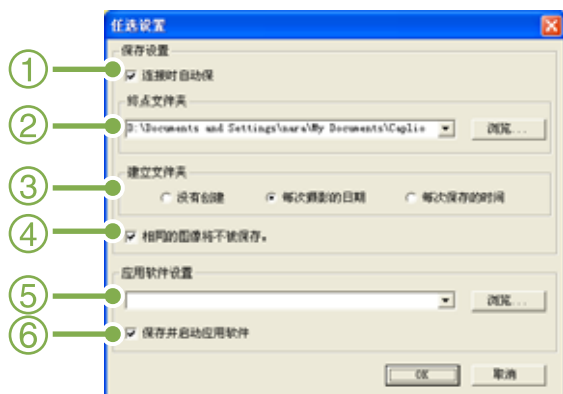 任选设置
保存设置
① 连接时自动保
终点文件夹
② D:\Documents and Settings\nara\My Documents\Caplio 浏览...
建立文件夹
③ 没有创建 每次摄影的日期 每次保存的时间
④ 相同的图像将不被保存。
应用软件设置
⑤ 浏览...
⑥ 保存并启动应用软件
OK 取消